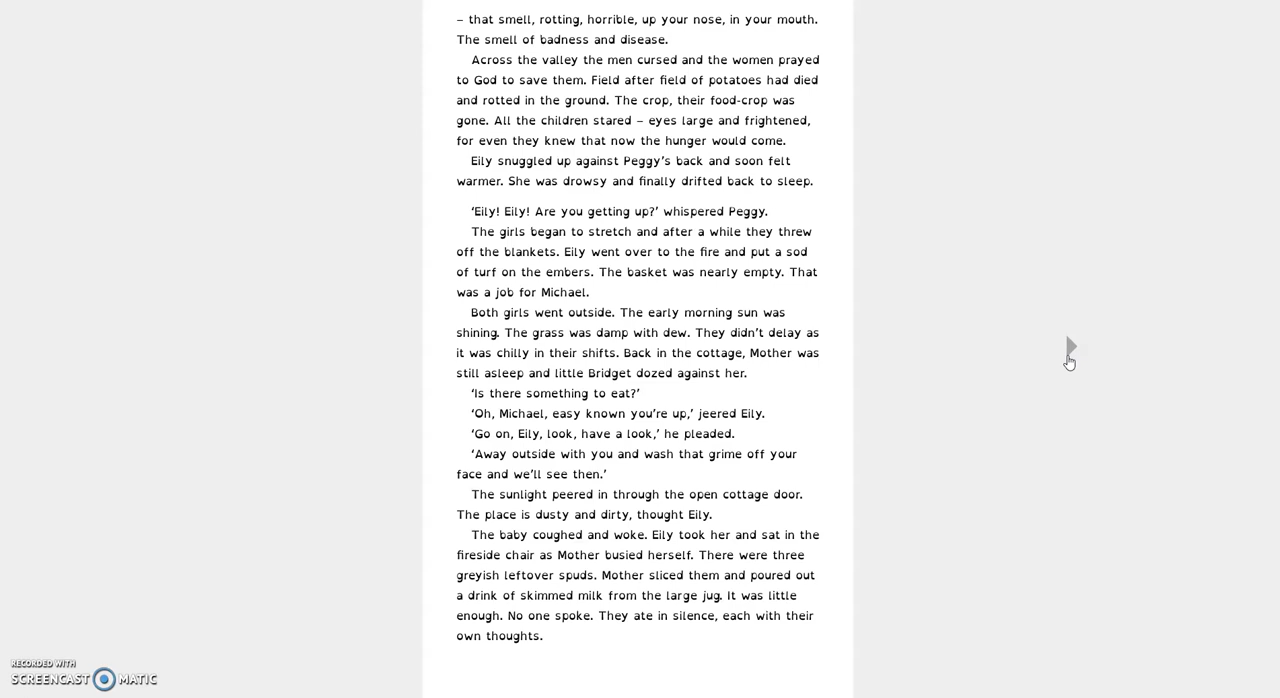 – that smell, rotting, horrible, up your nose, in your mouth.
The smell of badness and disease.
Across the valley the men cursed and the women prayed
to God to save them. Field after field of potatoes had died
and rotted in the ground. The crop, their food-crop was
gone. All the children stared – eyes large and frightened,
for even they knew that now the hunger would come.
Eily snuggled up against Peggy’s back and soon felt
warmer. She was drowsy and finally drifted back to sleep.
‘Eily! Eily! Are you getting up?’ whispered Peggy.
The girls began to stretch and after a while they threw
off the blankets. Eily went over to the fire and put a sod
of turf on the embers. The basket was nearly empty. That
was a job for Michael.
Both girls went outside. The early morning sun was
shining. The grass was damp with dew. They didn’t delay as
it was chilly in their shifts. Back in the cottage, Mother was
still asleep and little Bridget dozed against her.
‘Is there something to eat?’
‘Oh, Michael, easy known you’re up,’ jeered Eily.
‘Go on, Eily, look, have a look,’ he pleaded.
‘Away outside with you and wash that grime off your
face and we’ll see then.’
The sunlight peered in through the open cottage door.
The place is dusty and dirty, thought Eily.
The baby coughed and woke. Eily took her and sat in the
fireside chair as Mother busied herself. There were three
greyish leftover spuds. Mother sliced them and poured out
a drink of skimmed milk from the large jug. It was little
enough. No one spoke. They ate in silence, each with their
own thoughts.
RECORDED WITH
SCREENCAST MATIC